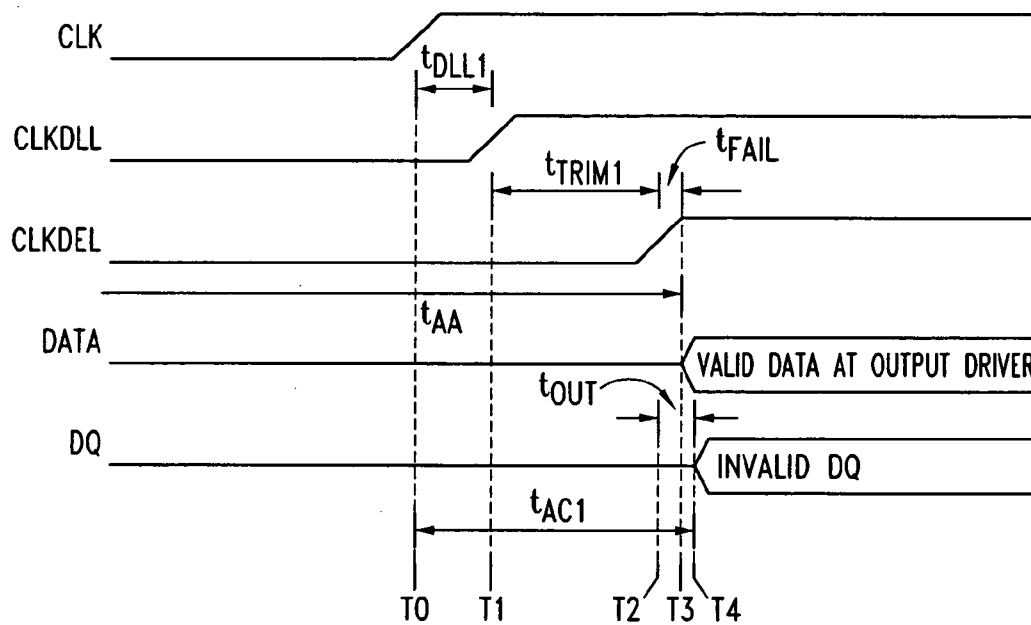 CLK
tDLL1
CLKDLL
tTRIM1
tFAIL
CLKDEL
tAA
DATA
VALID DATA AT OUTPUT DRIVER
tOUT
DQ
INVALID DQ
tAC1
T0 T1 T2 T3 T4